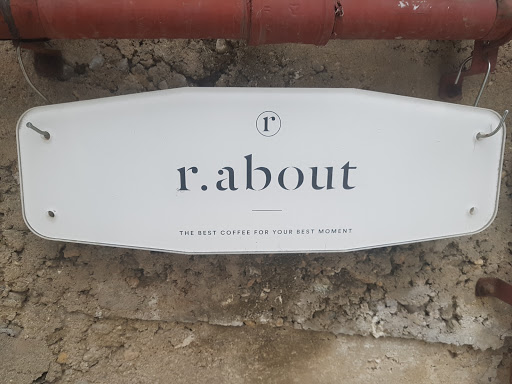 r
r.about
THE BEST COFFEE FOR YOUR BEST MOMENT